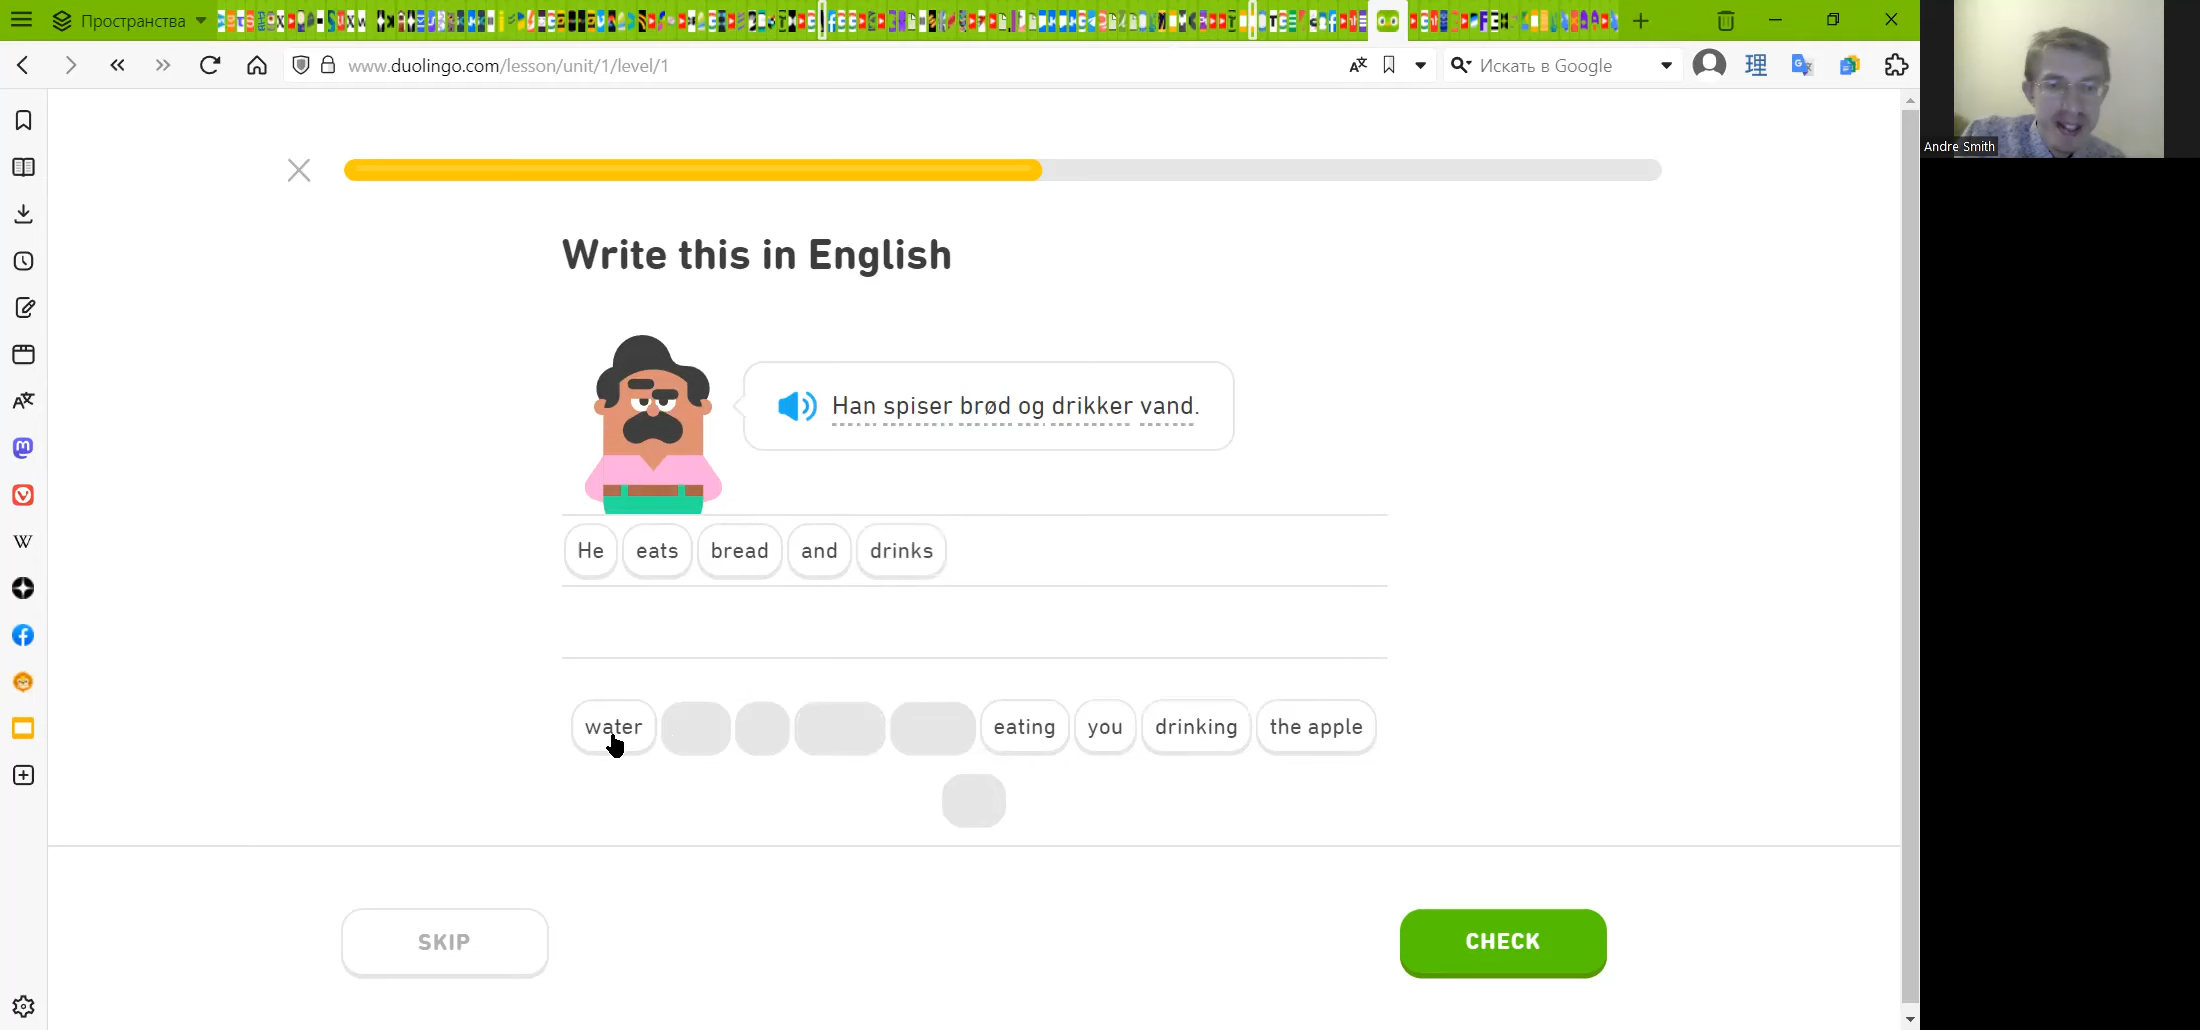 Пространства
www.duolingo.com/lesson/unit/1/level/1
Искать в Google
Andre Smith
Write this in English
Han spiser brød og drikker vand.
He eats bread and drinks
water eating you drinking the apple
SKIP
CHECK